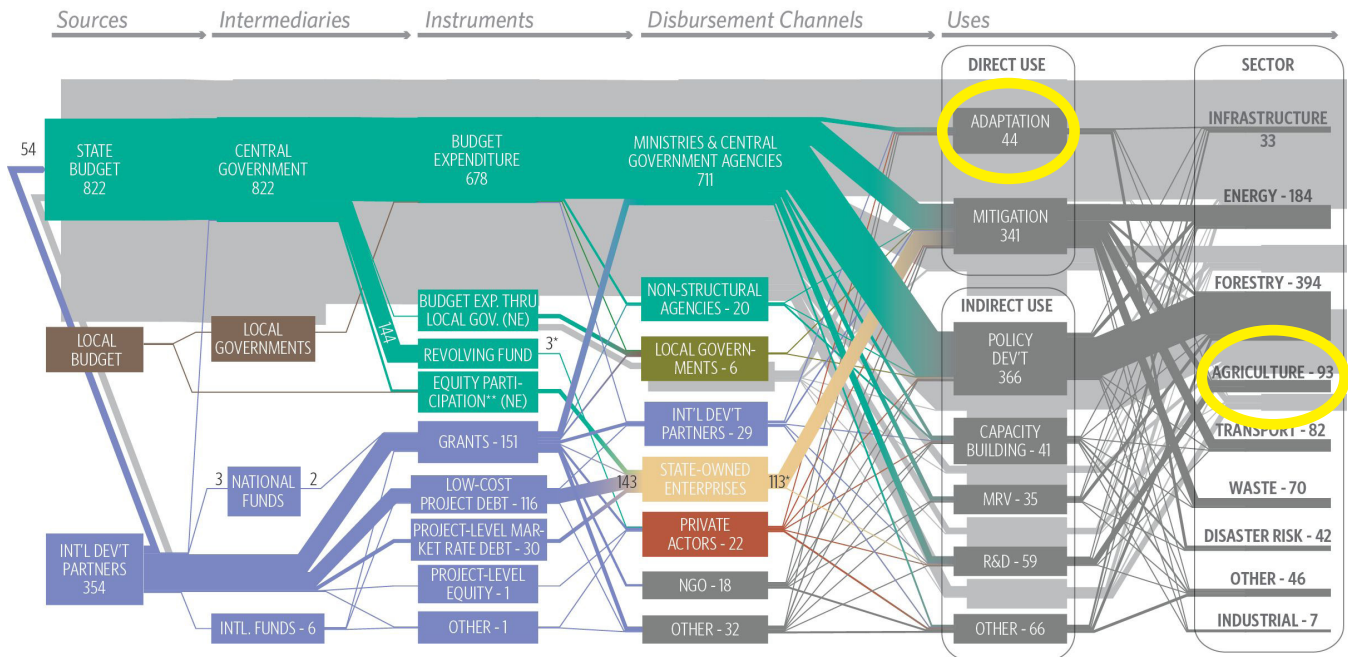 Sources
Intermediaries
Instruments
Disbursement Channels
Uses
DIRECT USE
SECTOR
54
STATE
BUDGET
822
CENTRAL
GOVERNMENT
822
BUDGET
EXPENDITURE
678
MINISTRIES & CENTRAL
GOVERNMENT AGENCIES
711
ADAPTATION
44
MITIGATION
341
INFRASTRUCTURE
33
ENERGY - 184
FORESTRY - 394
AGRICULTURE - 93
TRANSPORT - 82
WASTE - 70
DISASTER RISK - 42
OTHER - 46
INDUSTRIAL - 7
LOCAL
BUDGET
LOCAL
GOVERNMENTS
144
BUDGET EXP. THRU
LOCAL GOV. (NE)
REVOLVING FUND
3*
EQUITY PARTI-
CIPATION** (NE)
NON-STRUCTURAL
AGENCIES - 20
LOCAL GOVERN-
MENTS - 6
INDIRECT USE
POLICY
DEV'T
366
INT'L DEV'T
PARTNERS
354
3
NATIONAL
FUNDS
2
INTL. FUNDS - 6
GRANTS - 151
LOW-COST
PROJECT DEBT - 116
PROJECT-LEVEL MAR-
KET RATE DEBT - 30
PROJECT-LEVEL
EQUITY - 1
OTHER - 1
INT'L DEV'T
PARTNERS - 29
143
STATE-OWNED
ENTERPRISES
113*
PRIVATE
ACTORS - 22
NGO - 18
OTHER - 32
CAPACITY
BUILDING - 41
MRV - 35
R&D - 59
OTHER - 66